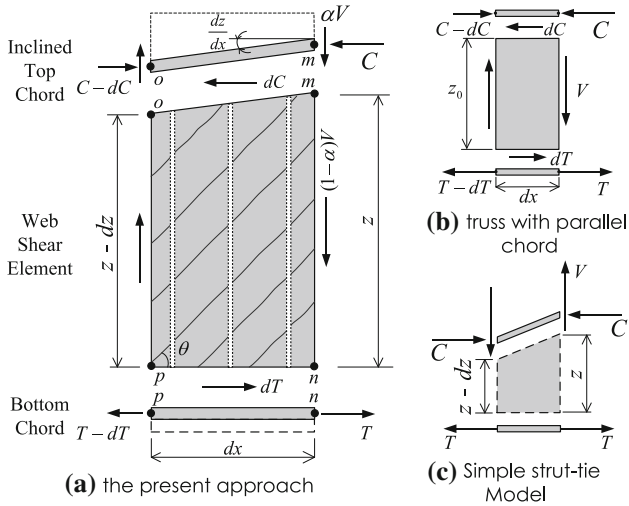 Inclined
Top
Chord
dz
dx
αV
C
C – dC
o
m
dC
o
m
Web
Shear
Element
z - dz
(1–α)V
z
θ
p
n
dT
Bottom
Chord
p
n
T – dT
T
dx
(a) the present approach
C–dC
dC
C
z₀
V
dT
T–dT
T
dx
(b) truss with parallel
chord
V
C
C
z - dz
z
T
T
(c) Simple strut-tie
Model